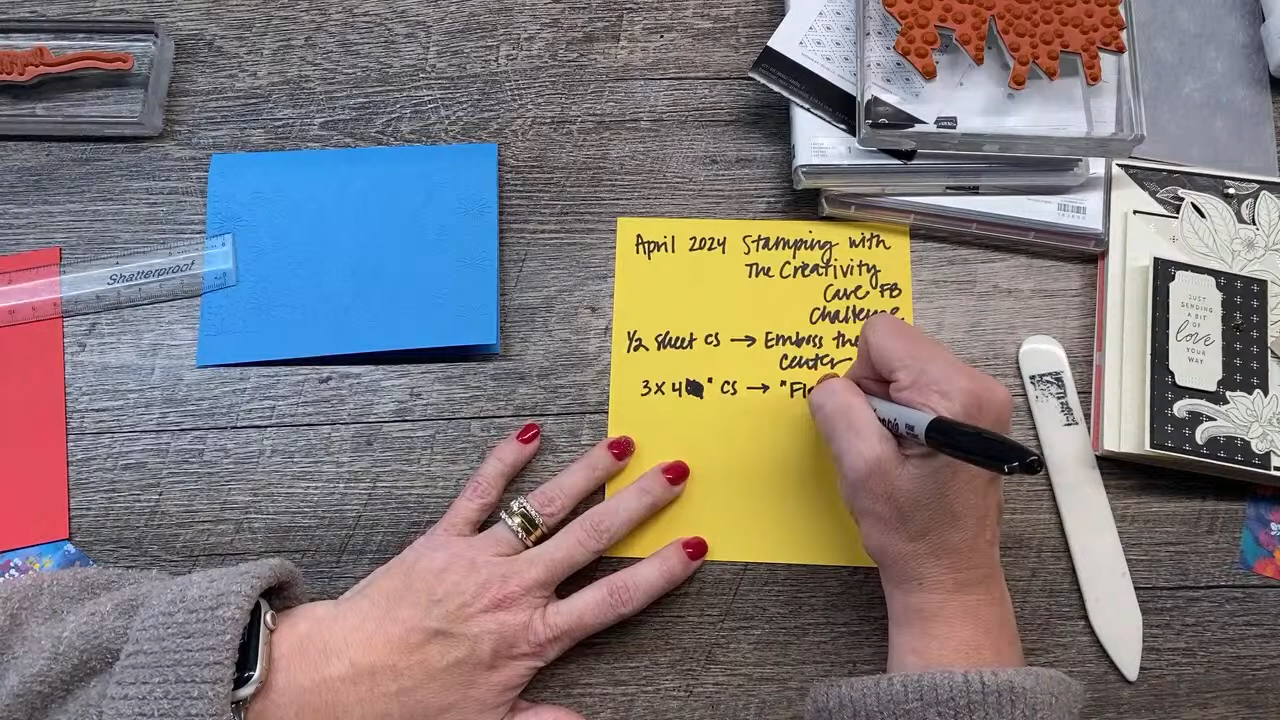 April 2024 Stamping with
The Creativity
Cave FB
Challenge
1/2 sheet cs → Emboss the
center
3 x 4 " cs →
Shatterproof
JUST
SENDING
A BIT
OF
love
YOUR
WAY